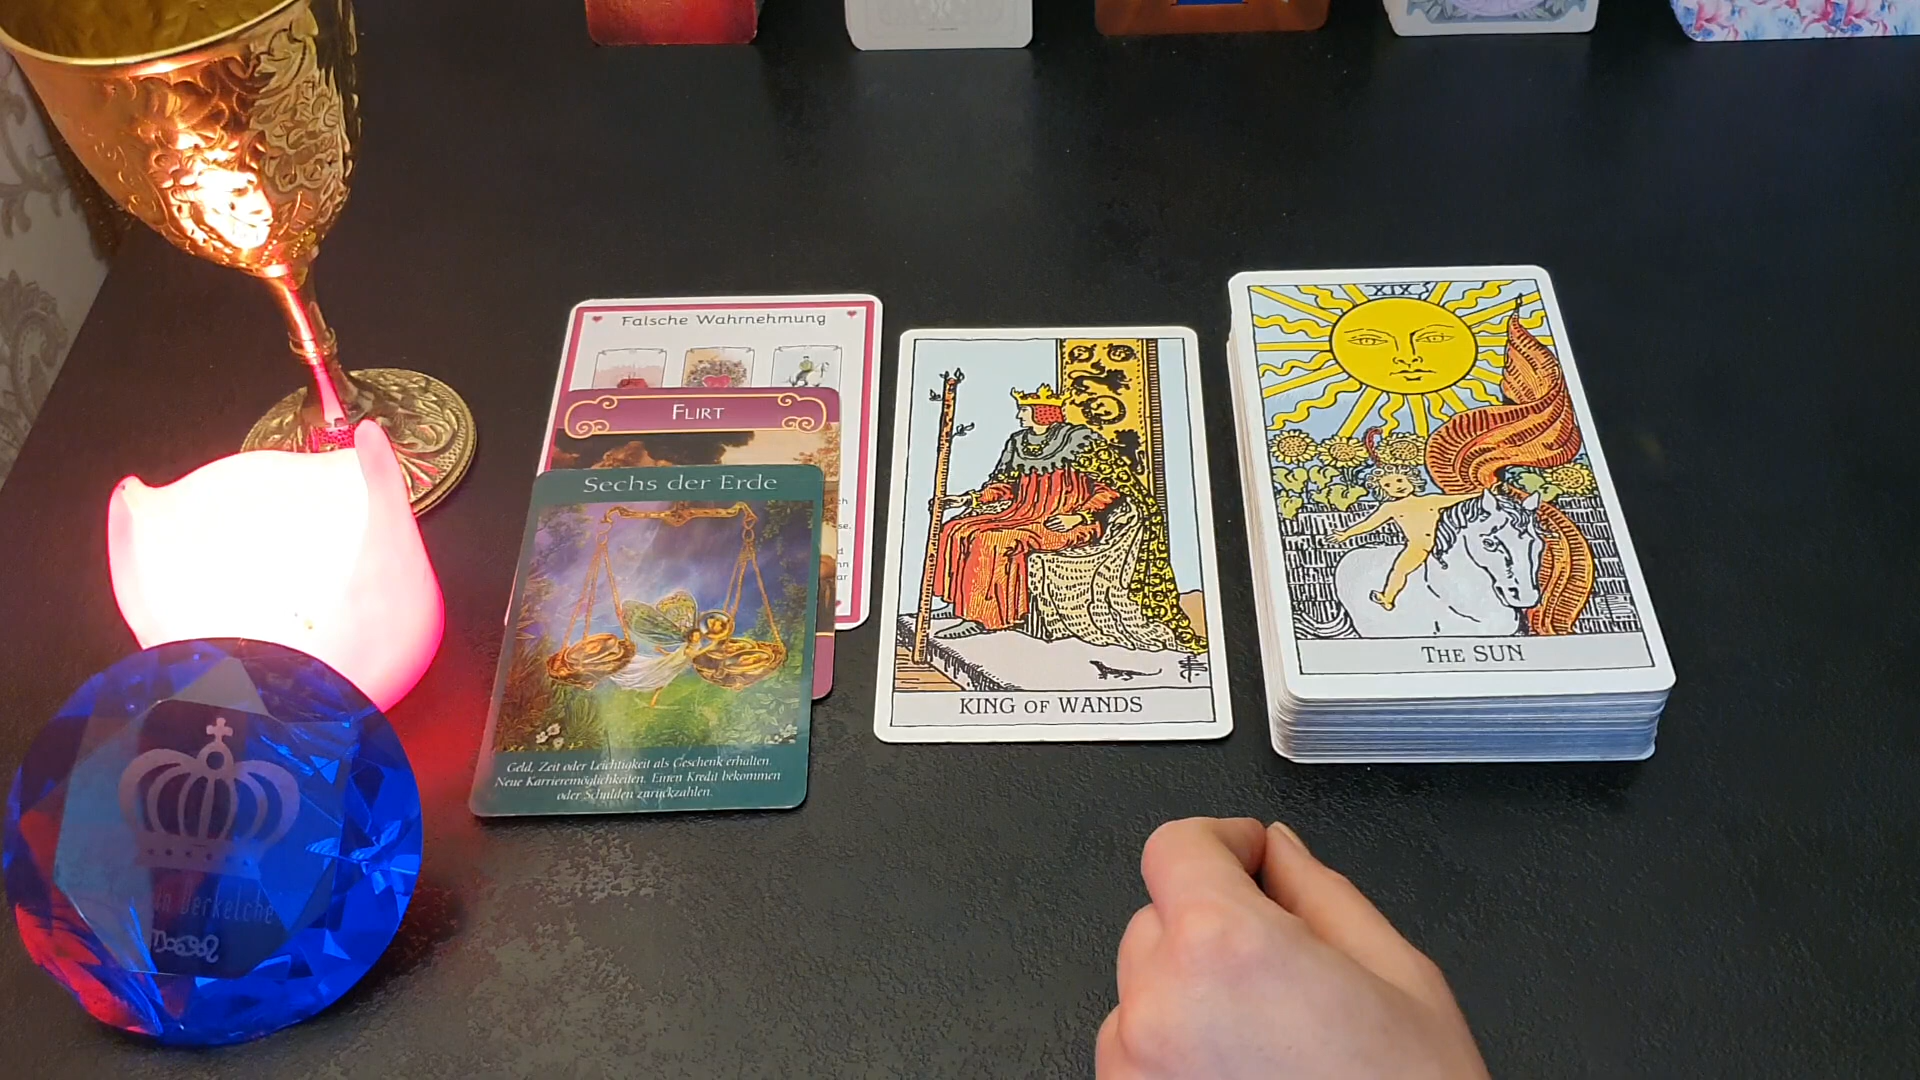 Falsche Wahrnehmung
FLIRT
Sechs der Erde
Geld, Zeit oder Leichtigkeit als Geschenk erhalten.
Neue Karrieremöglichkeiten. Einen Kredit bekommen
oder Schulden zurückzahlen.
KING OF WANDS
XIX
THE SUN